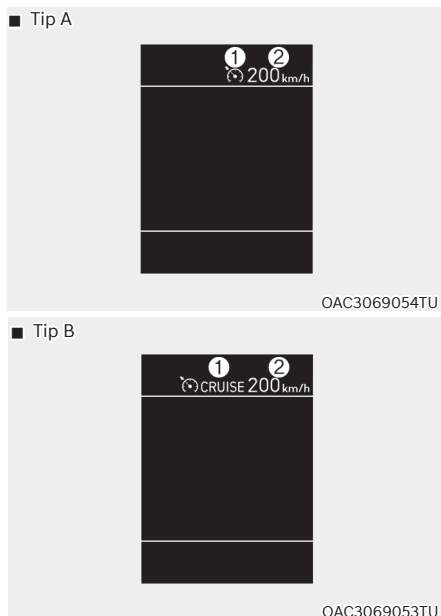 ■ Tip A
1 2
200 km/h
OAC3069054TU
■ Tip B
1 2
CRUISE 200 km/h
OAC3069053TU